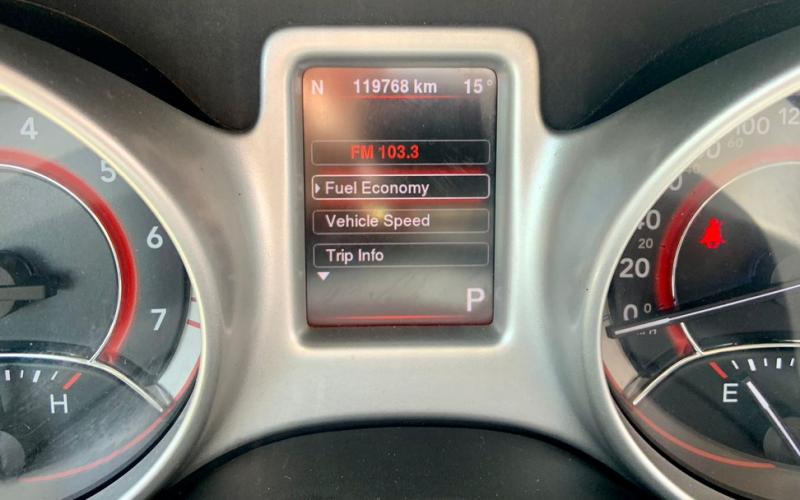 N 119768 km 15°
FM 103.3
Fuel Economy
Vehicle Speed
Trip Info
P
4
5
6
7
H
100
60
40
20
20
0 0
E